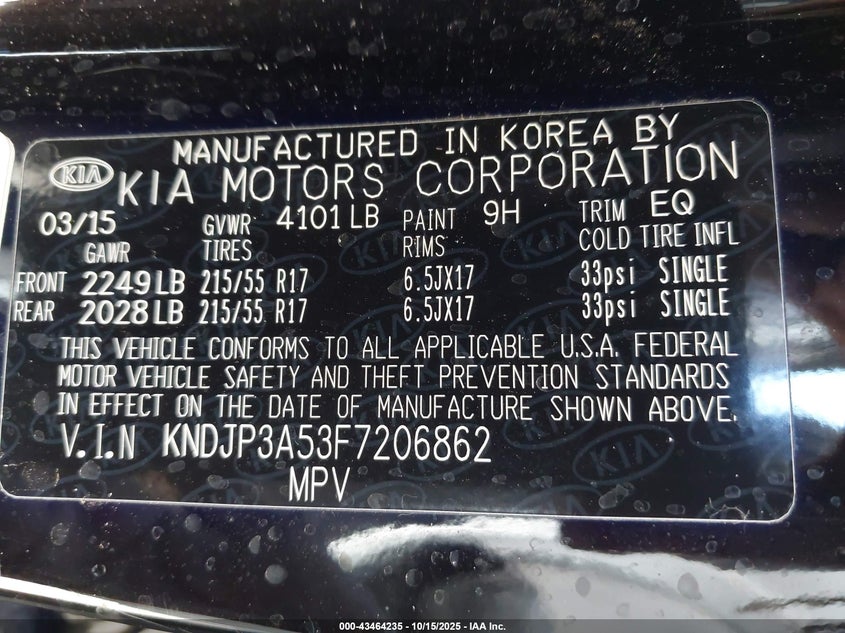 MANUFACTURED IN KOREA BY
KIA KIA MOTORS CORPORATION
03/15 GVWR 4101 LB PAINT 9H TRIM EQ
GAWR TIRES RIMS COLD TIRE INFL
FRONT 2249 LB 215/55 R17 6.5JX17 33psi SINGLE
REAR 2028 LB 215/55 R17 6.5JX17 33psi SINGLE
THIS VEHICLE CONFORMS TO ALL APPLICABLE U.S.A. FEDERAL
MOTOR VEHICLE SAFETY AND THEFT PREVENTION STANDARDS
IN EFFECT ON THE DATE OF MANUFACTURE SHOWN ABOVE.
V.I.N KNDJP3A53F7206862
MPV
000-43464235 - 10/15/2025 - IAA Inc.